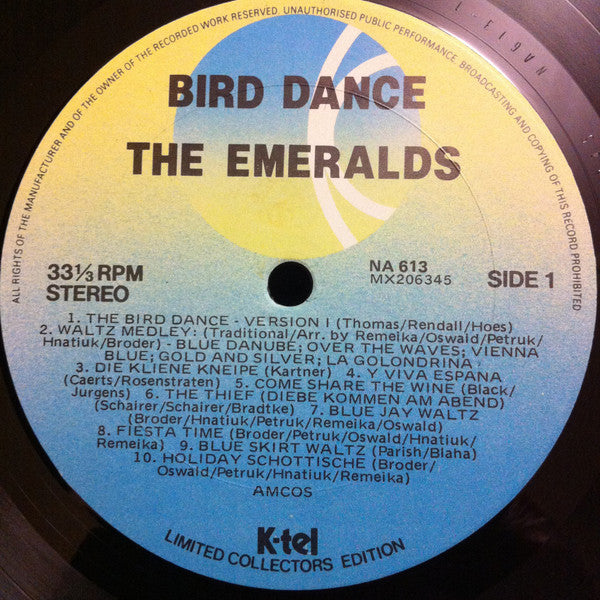 ALL RIGHTS OF THE MANUFACTURER AND OF THE OWNER OF THE RECORDED WORK RESERVED. UNAUTHORISED PUBLIC PERFORMANCE, BROADCASTING AND COPYING OF THIS RECORD PROHIBITED
BIRD DANCE
THE EMERALDS
33⅓ RPM
STEREO
NA 613
MX206345
SIDE 1
1. THE BIRD DANCE - VERSION I (Thomas/Rendall/Hoes)
2. WALTZ MEDLEY: (Traditional/Arr. by Remeika/Oswald/Petruk/
Hnatiuk/Broder) - BLUE DANUBE; OVER THE WAVES; VIENNA
BLUE; GOLD AND SILVER; LA GOLONDRINA
3. DIE KLIENE KNEIPE (Kartner) 4. Y VIVA ESPANA
(Caerts/Rosenstraten) 5. COME SHARE THE WINE (Black/
Jurgens) 6. THE THIEF (DIEBE KOMMEN AM ABEND)
(Schairer/Schairer/Bradtke) 7. BLUE JAY WALTZ
(Broder/Hnatiuk/Petruk/Remeika/Oswald)
8. FIESTA TIME (Broder/Petruk/Oswald/Hnatiuk/
Remeika) 9. BLUE SKIRT WALTZ (Parish/Blaha)
10. HOLIDAY SCHOTTISCHE (Broder/
Oswald/Petruk/Hnatiuk/Remeika)
AMCOS
K-tel
LIMITED COLLECTORS EDITION